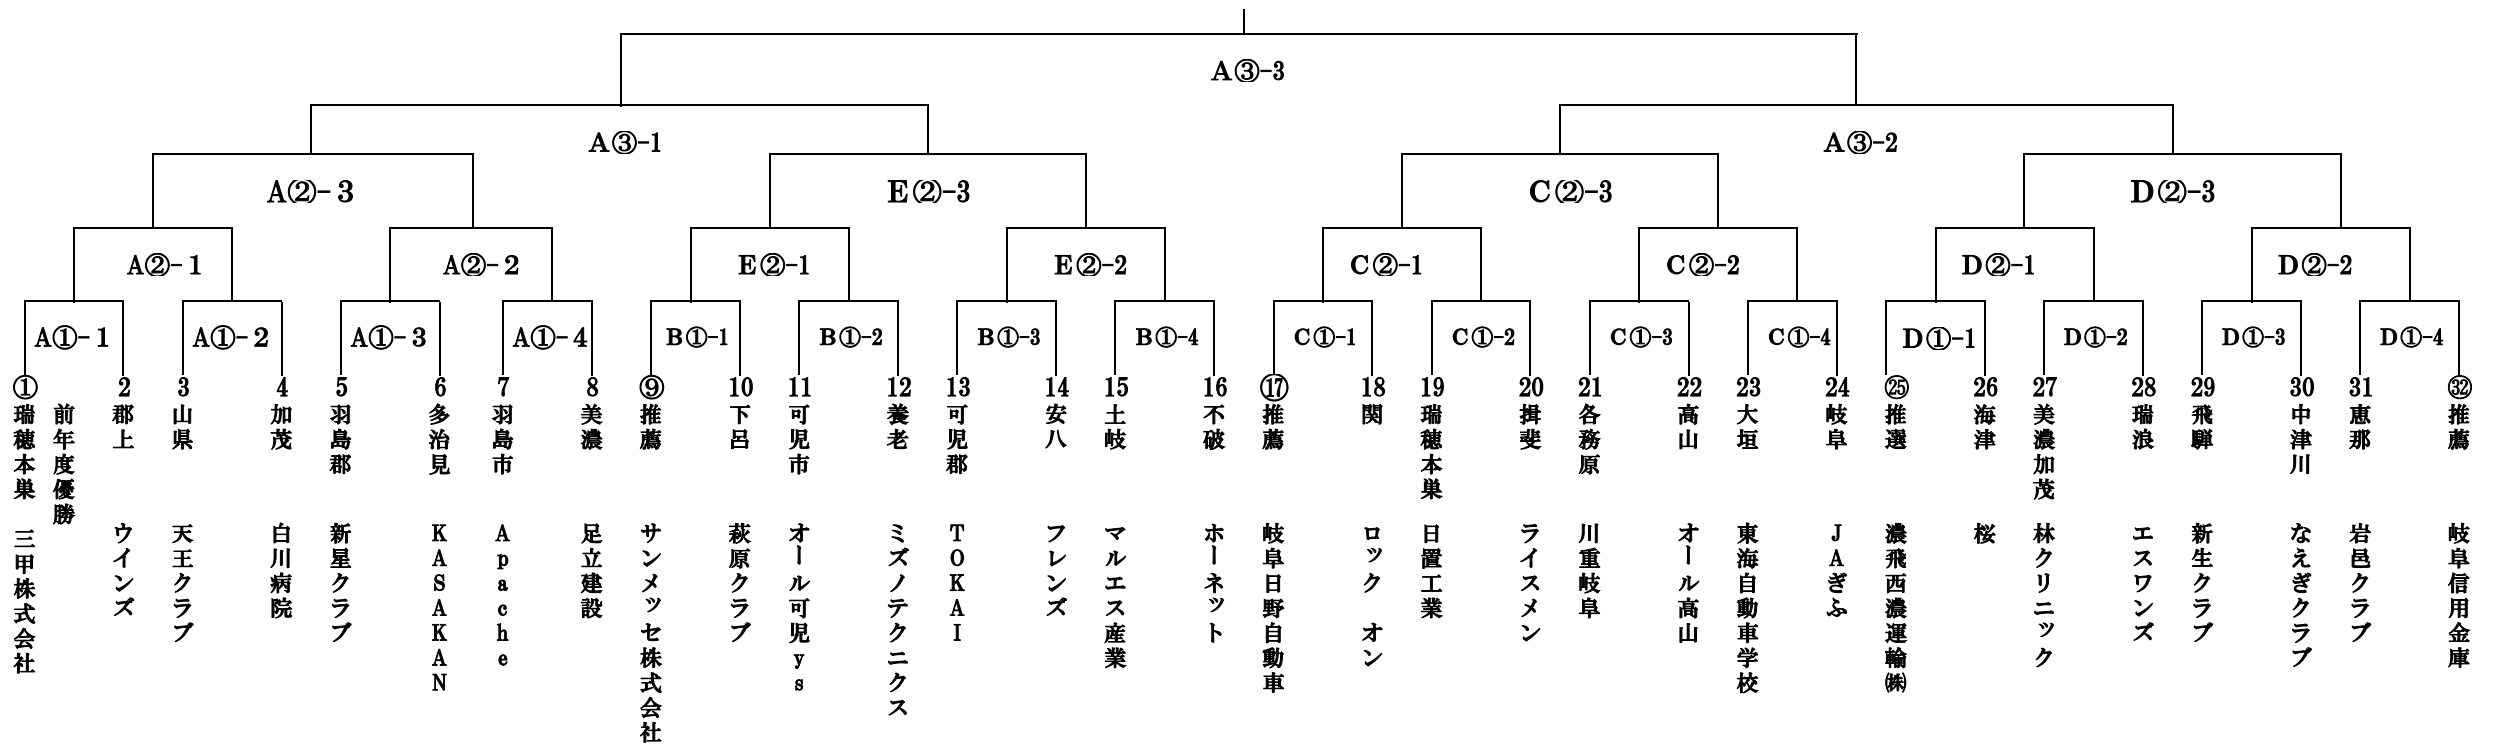 A③-3
A③-1
A③-2
A②-3
E②-3
C②-3
D②-3
A②-1
A②-2
E②-1
E②-2
C②-1
C②-2
D②-1
D②-2
A①-1
A①-2
A①-3
A①-4
B①-1
B①-2
B①-3
B①-4
C①-1
C①-2
C①-3
C①-4
D①-1
D①-2
D①-3
D①-4
① 瑞穂本巣 三甲株式会社
前年度優勝
2 郡上 ウインズ
3 山県 天王クラブ
4 加茂 白川病院
5 羽島郡 新星クラブ
6 多治見 KASAKAN
7 羽島市 Apache
8 美濃 足立建設
⑨ 推薦 サンメッセ株式会社
10 下呂 萩原クラブ
11 可児市 オール可児ys
12 養老 ミズノテクニクス
13 可児郡 TOKAI
14 安八 フレンズ
15 土岐 マルエス産業
16 不破 ホーネット
⑰ 推薦 岐阜日野自動車
18 関 ロック オン
19 瑞穂本巣 日置工業
20 揖斐 ライスメン
21 各務原 川重岐阜
22 高山 オール高山
23 大垣 東海自動車学校
24 岐阜 JAぎふ
㉕ 推選 濃飛西濃運輸㈱
26 海津 桜
27 美濃加茂 林クリニック
28 瑞浪 エスワンズ
29 飛騨 新生クラブ
30 中津川 なえぎクラブ
31 恵那 岩邑クラブ
㉜ 推薦 岐阜信用金庫